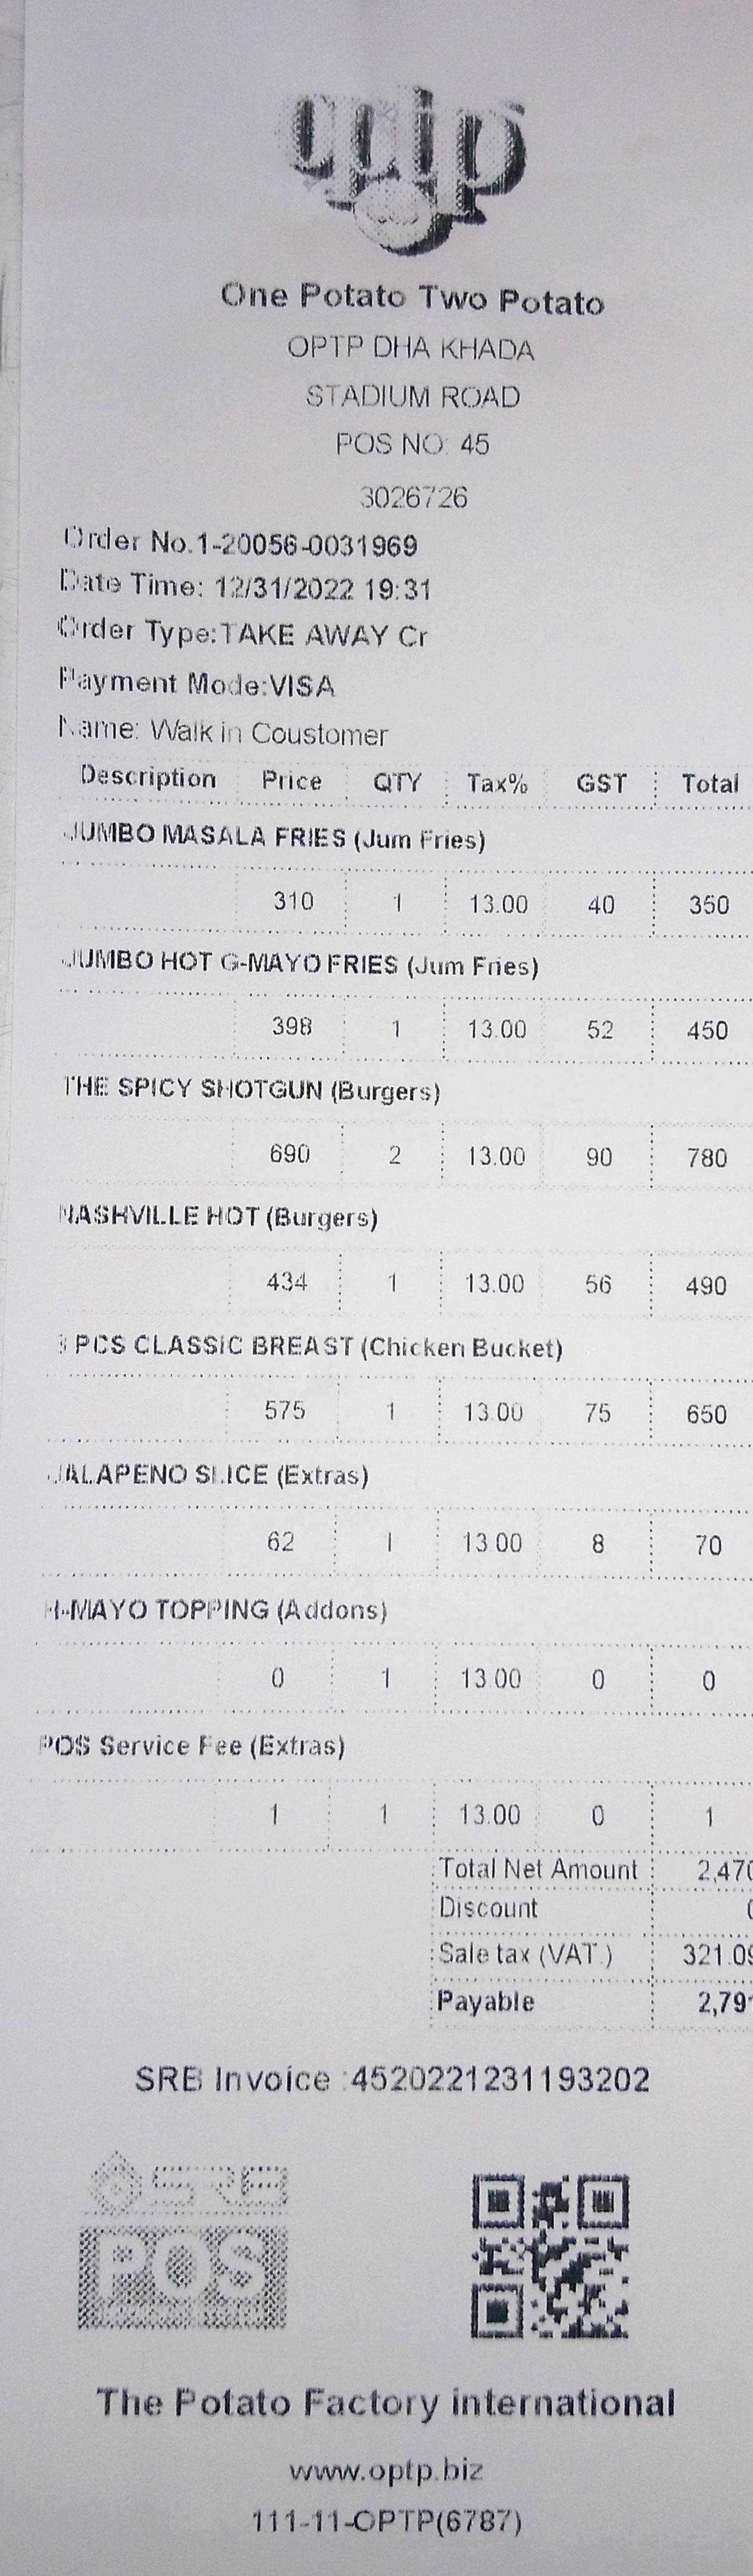 optp
One Potato Two Potato
OPTP DHA KHADA
STADIUM ROAD
POS NO: 45
3026726
Order No.1-20056-0031969
Date Time: 12/31/2022 19:31
Order Type:TAKE AWAY Cr
Payment Mode:VISA
Name: Walk in Coustomer
Description Price QTY Tax% GST Total
JUMBO MASALA FRIES (Jum Fries)
310 1 13.00 40 350
JUMBO HOT G-MAYO FRIES (Jum Fries)
398 1 13.00 52 450
THE SPICY SHOTGUN (Burgers)
690 2 13.00 90 780
NASHVILLE HOT (Burgers)
434 1 13.00 56 490
3 PCS CLASSIC BREAST (Chicken Bucket)
575 1 13.00 75 650
JALAPENO SLICE (Extras)
62 1 13.00 8 70
H-MAYO TOPPING (Addons)
0 1 13.00 0 0
POS Service Fee (Extras)
1 1 13.00 0 1
Total Net Amount 2,470
Discount 0
Sale tax (VAT.) 321.09
Payable 2,791
SRB Invoice :4520221231193202
SRB
POS
The Potato Factory international
www.optp.biz
111-11-OPTP(6787)